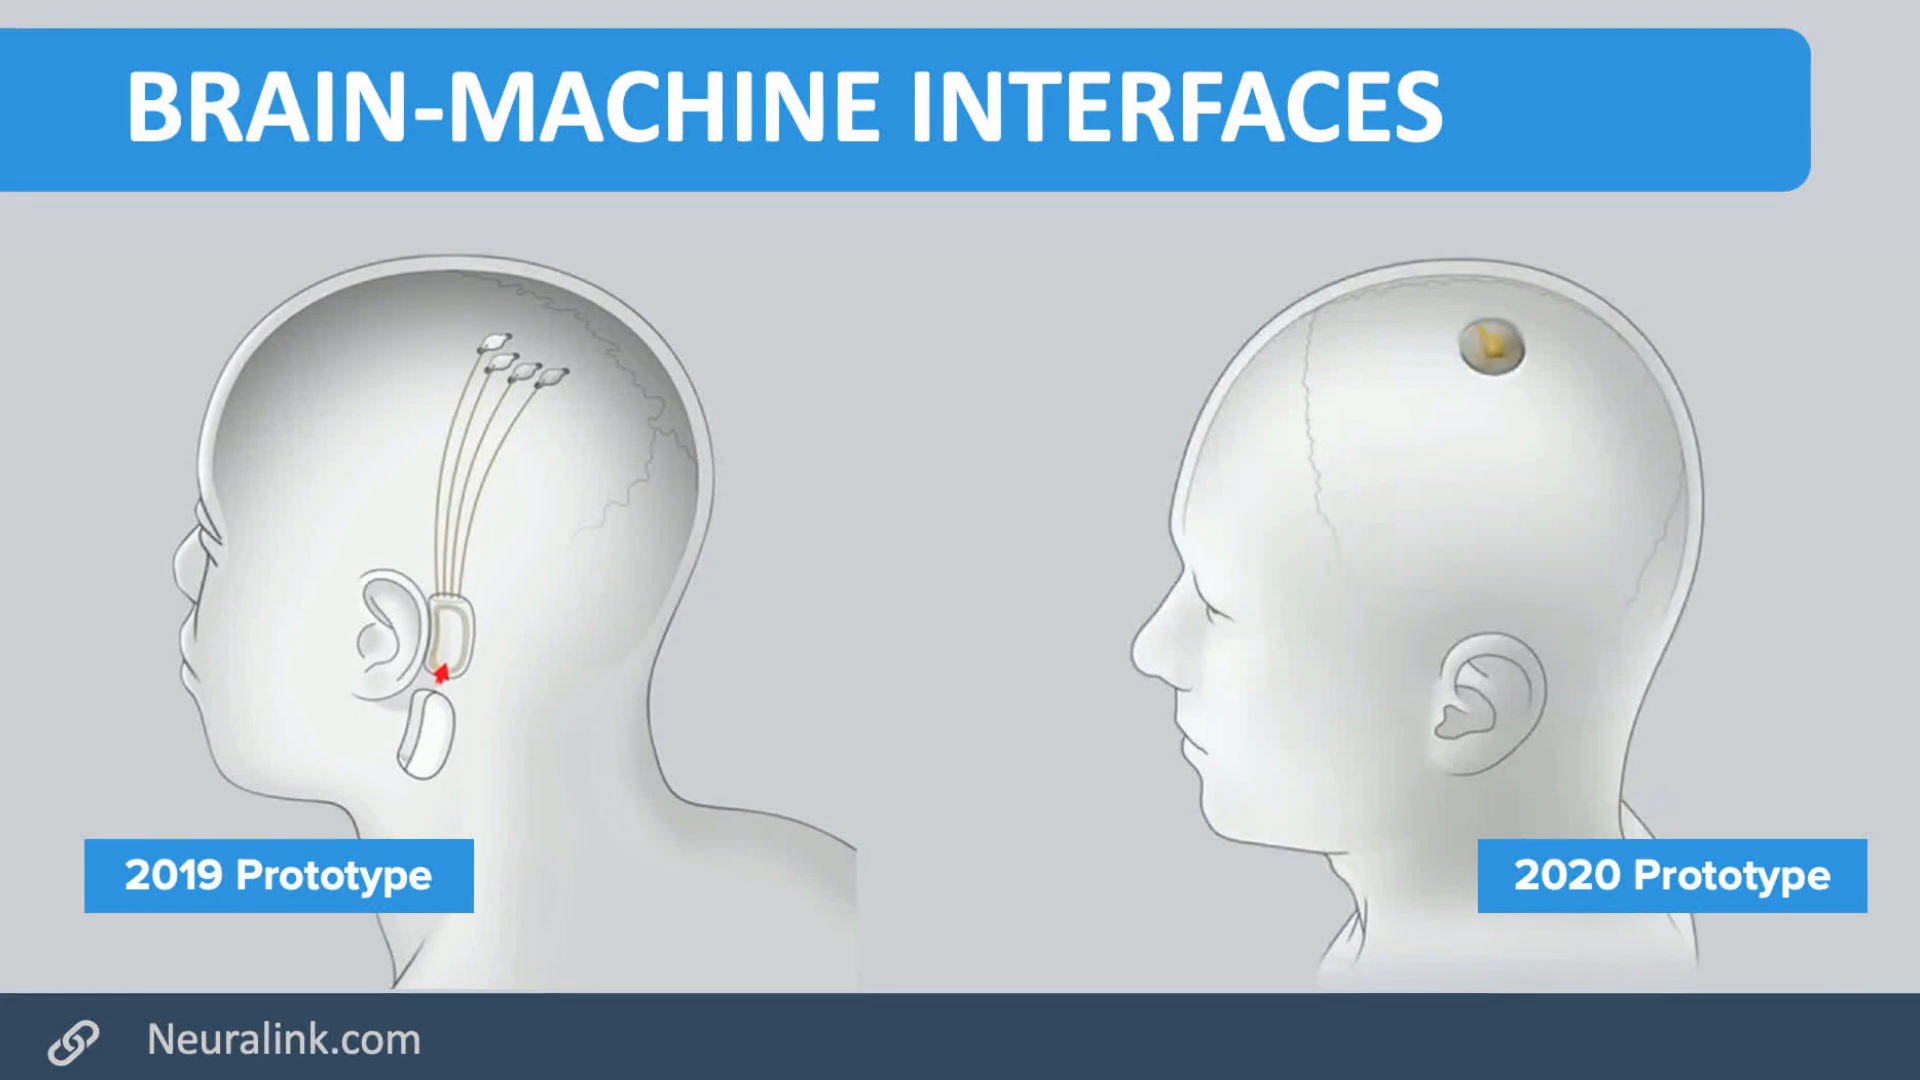 BRAIN-MACHINE INTERFACES
2019 Prototype
2020 Prototype
Neuralink.com